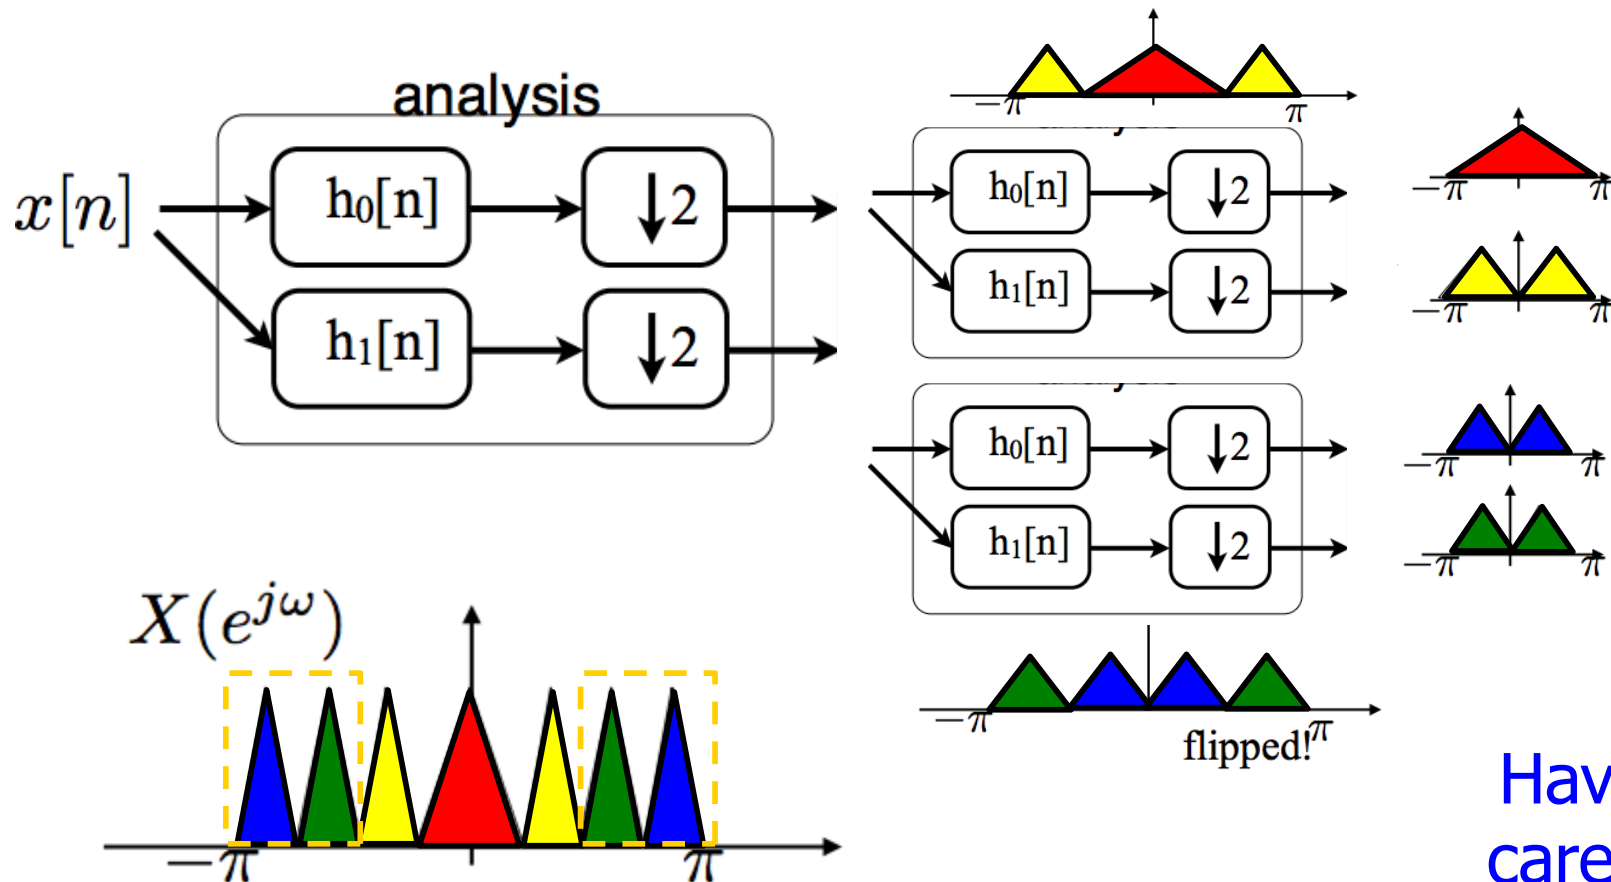 analysis
x[n]
h₀[n]
↓2
h₁[n]
↓2
X(e^{jω})
−π
π
−π
π
h₀[n]
↓2
h₁[n]
↓2
−π
π
−π
π
h₀[n]
↓2
h₁[n]
↓2
−π
π
−π
π
−π
π
flipped!
Hav
care